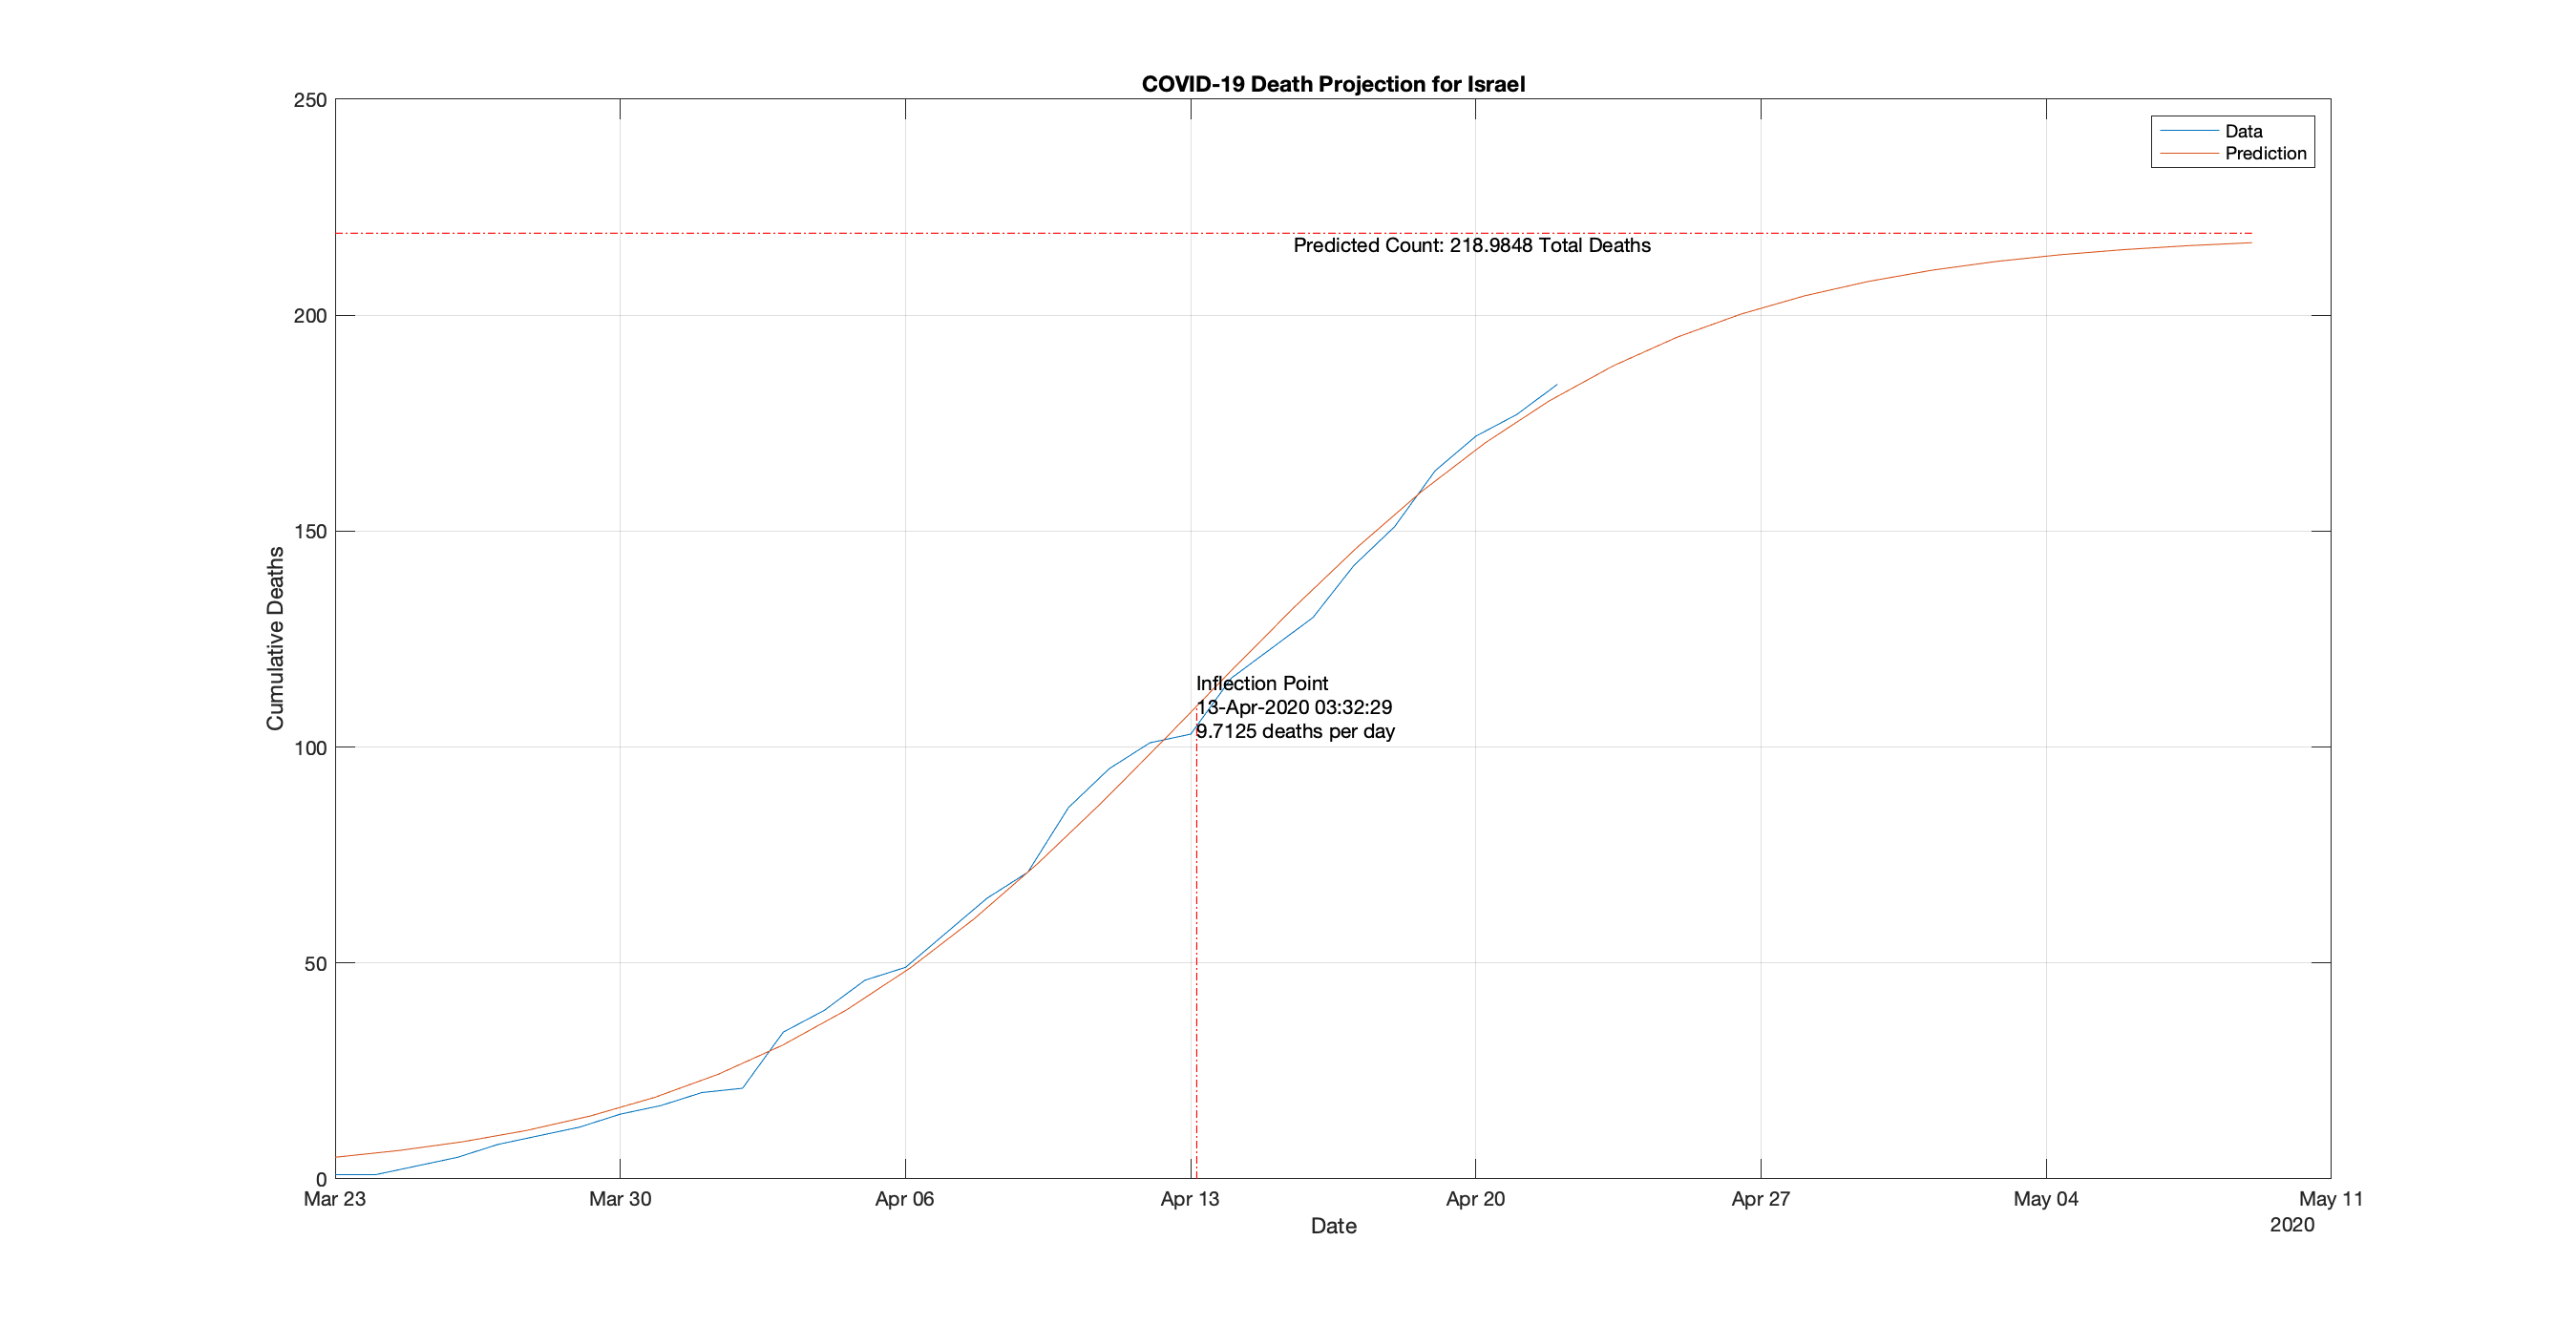 COVID-19 Death Projection for Israel
250
200
150
100
50
0
Cumulative Deaths
Data
Prediction
Predicted Count: 218.9848 Total Deaths
Inflection Point
13-Apr-2020 03:32:29
9.7125 deaths per day
Mar 23 Mar 30 Apr 06 Apr 13 Apr 20 Apr 27 May 04 May 11
2020
Date